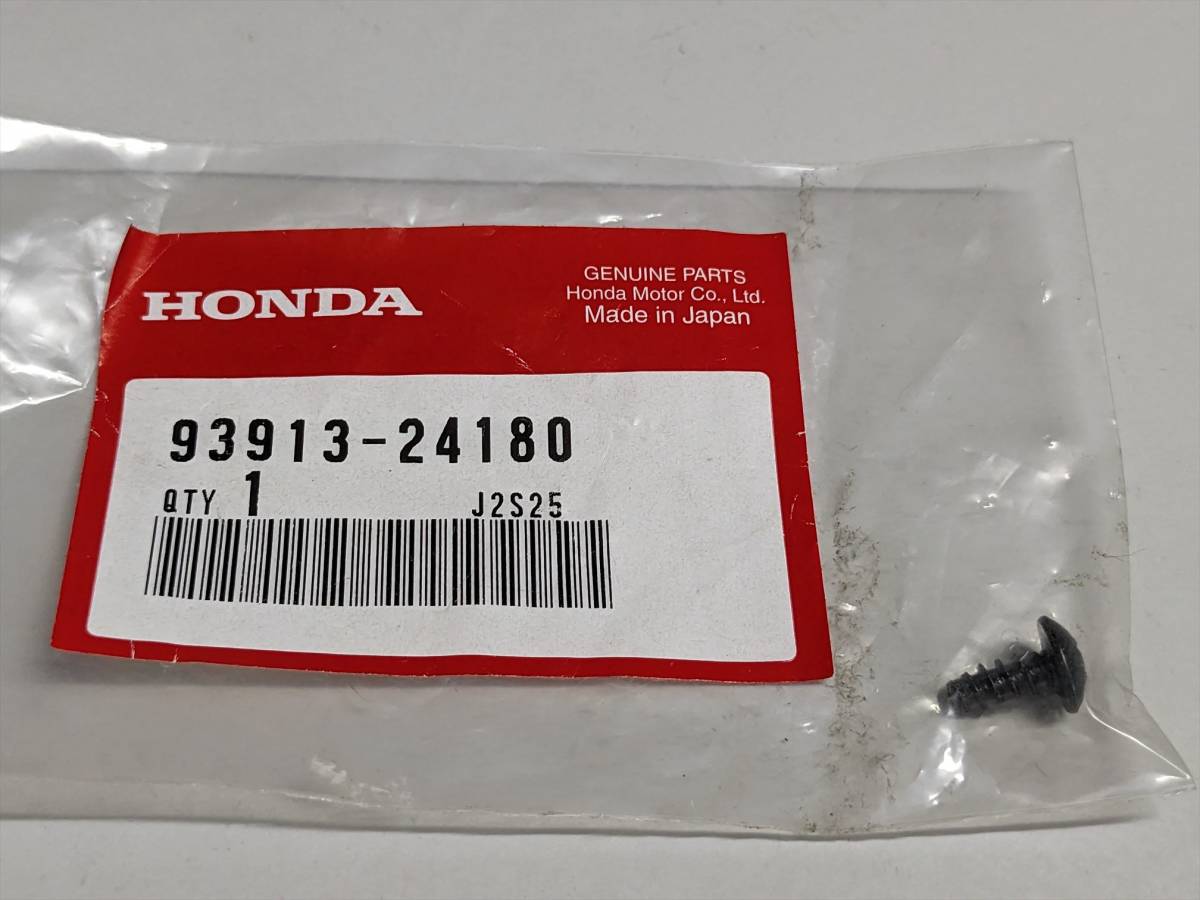 HONDA
GENUINE PARTS
Honda Motor Co., Ltd.
Made in Japan
93913-24180
QTY 1 J2S25